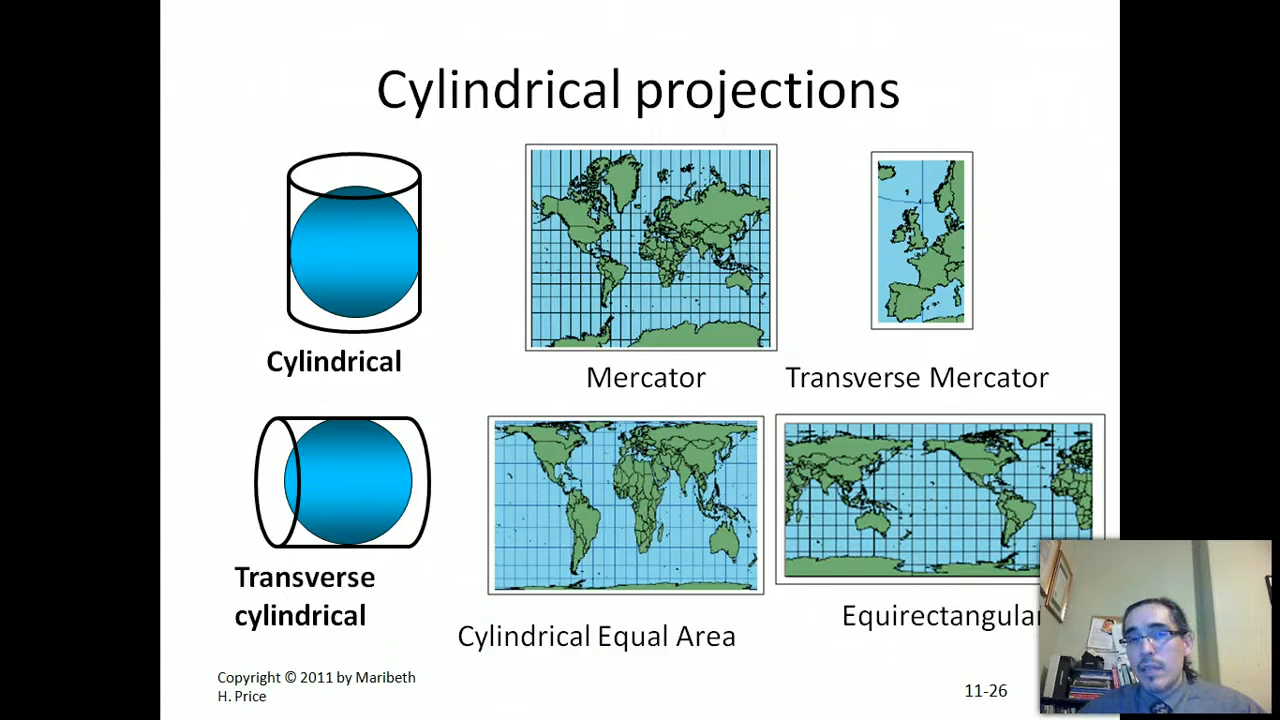 Cylindrical projections
Cylindrical
Mercator
Transverse Mercator
Transverse
cylindrical
Cylindrical Equal Area
Equirectangular
Copyright © 2011 by Maribeth
H. Price
11-26